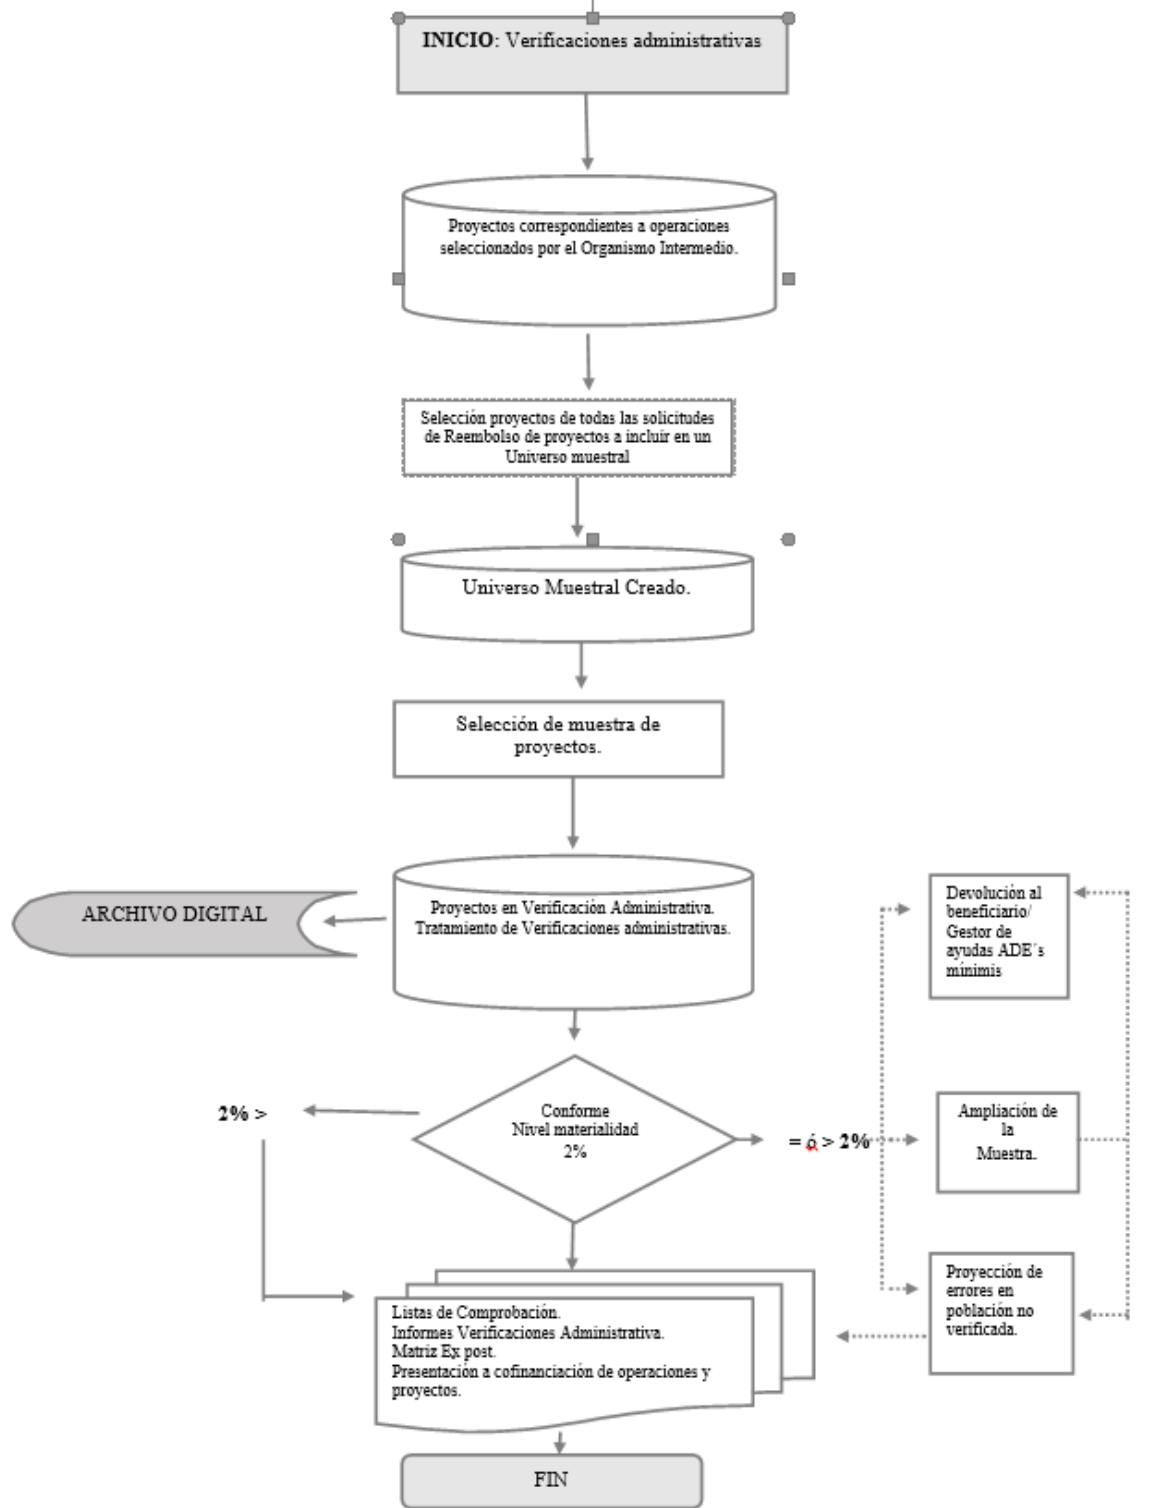 INICIO: Verificaciones administrativas
Proyectos correspondientes a operaciones
seleccionados por el Organismo Intermedio.
Selección proyectos de todas las solicitudes
de Reembolso de proyectos a incluir en un
Universo muestral
Universo Muestral Creado.
Selección de muestra de
proyectos.
ARCHIVO DIGITAL
Proyectos en Verificación Administrativa.
Tratamiento de Verificaciones administrativas.
Devolución al
beneficiario/
Gestor de
ayudas ADE´s
mínimis
2% >
Conforme
Nivel materialidad
2%
= ó > 2%
Ampliación de
la
Muestra.
Proyección de
errores en
población no
verificada.
Listas de Comprobación.
Informes Verificaciones Administrativa.
Matriz Ex post.
Presentación a cofinanciación de operaciones y
proyectos.
FIN